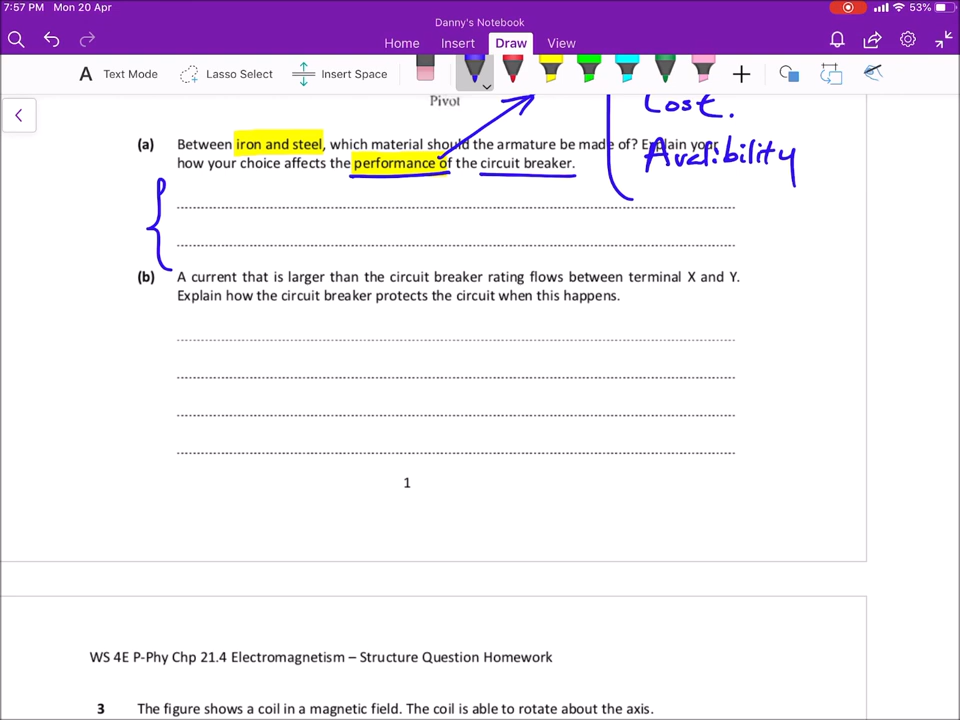 7:57 PM Mon 20 Apr
53%
Danny's Notebook
Home Insert Draw View
A Text Mode Lasso Select Insert Space
Pivot
Cost.
(a) Between iron and steel, which material should the armature be made of? Explain your
Avalibility
how your choice affects the performance of the circuit breaker.
(b) A current that is larger than the circuit breaker rating flows between terminal X and Y.
Explain how the circuit breaker protects the circuit when this happens.
1
WS 4E P-Phy Chp 21.4 Electromagnetism – Structure Question Homework
3 The figure shows a coil in a magnetic field. The coil is able to rotate about the axis.